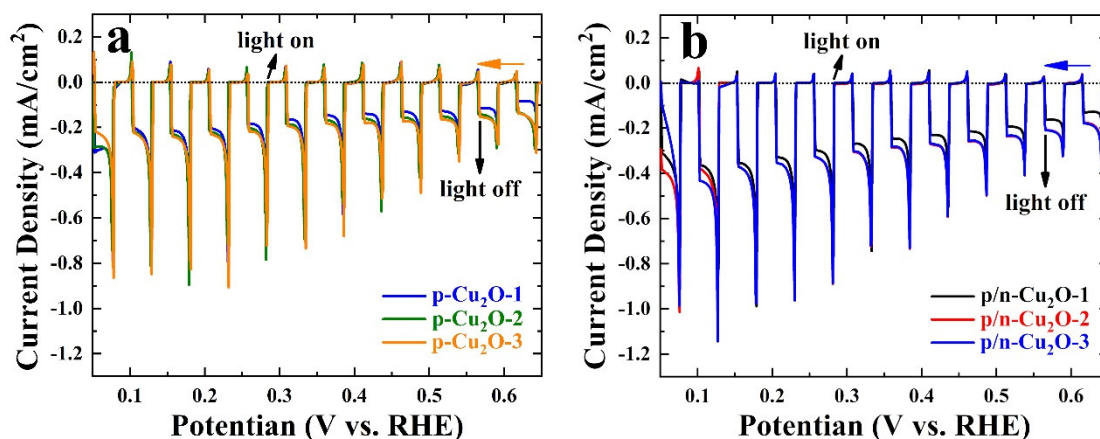 a
light on
light off
p-Cu₂O-1
p-Cu₂O-2
p-Cu₂O-3
0.2
0.0
-0.2
-0.4
-0.6
-0.8
-1.0
-1.2
Current Density (mA/cm²)
0.1 0.2 0.3 0.4 0.5 0.6
Potentian (V vs. RHE)
b
light on
light off
p/n-Cu₂O-1
p/n-Cu₂O-2
p/n-Cu₂O-3
0.2
0.0
-0.2
-0.4
-0.6
-0.8
-1.0
-1.2
Current Density (mA/cm²)
0.1 0.2 0.3 0.4 0.5 0.6
Potentian (V vs. RHE)